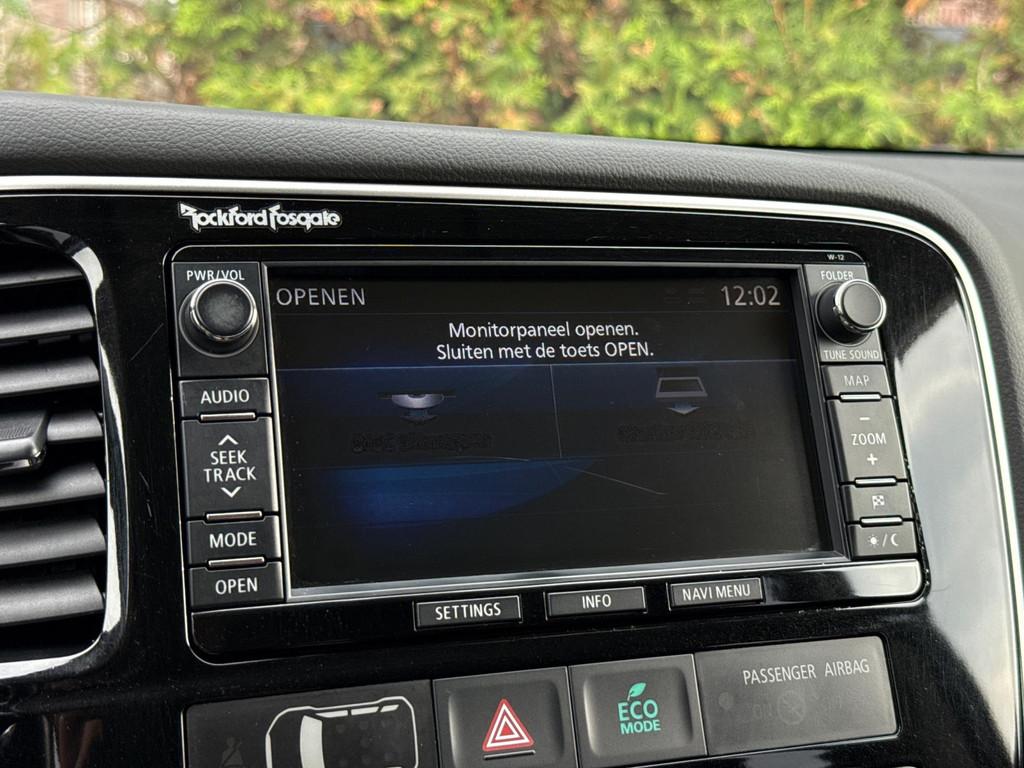 Rockford Fosgate
W-12
PWR/VOL
FOLDER
OPENEN
12:02
Monitorpaneel openen.
Sluiten met de toets OPEN.
TUNE SOUND
AUDIO
MAP
SEEK
TRACK
ZOOM
MODE
OPEN
SETTINGS
INFO
NAVI MENU
PASSENGER AIRBAG
ECO
MODE